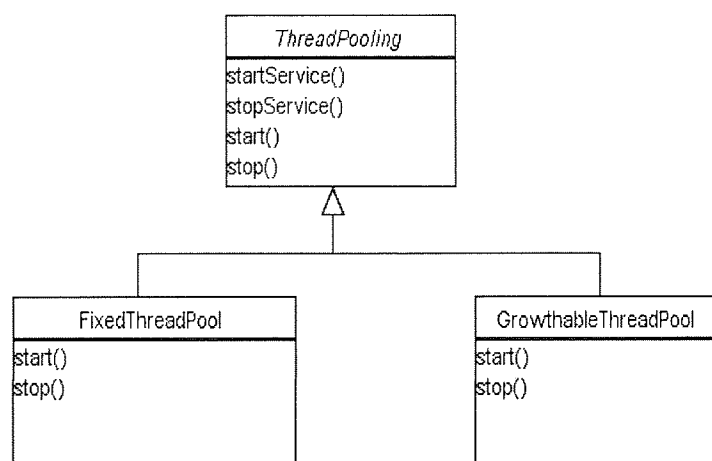 ThreadPooling
startService()
stopService()
start()
stop()
FixedThreadPool
start()
stop()
GrowthableThreadPool
start()
stop()